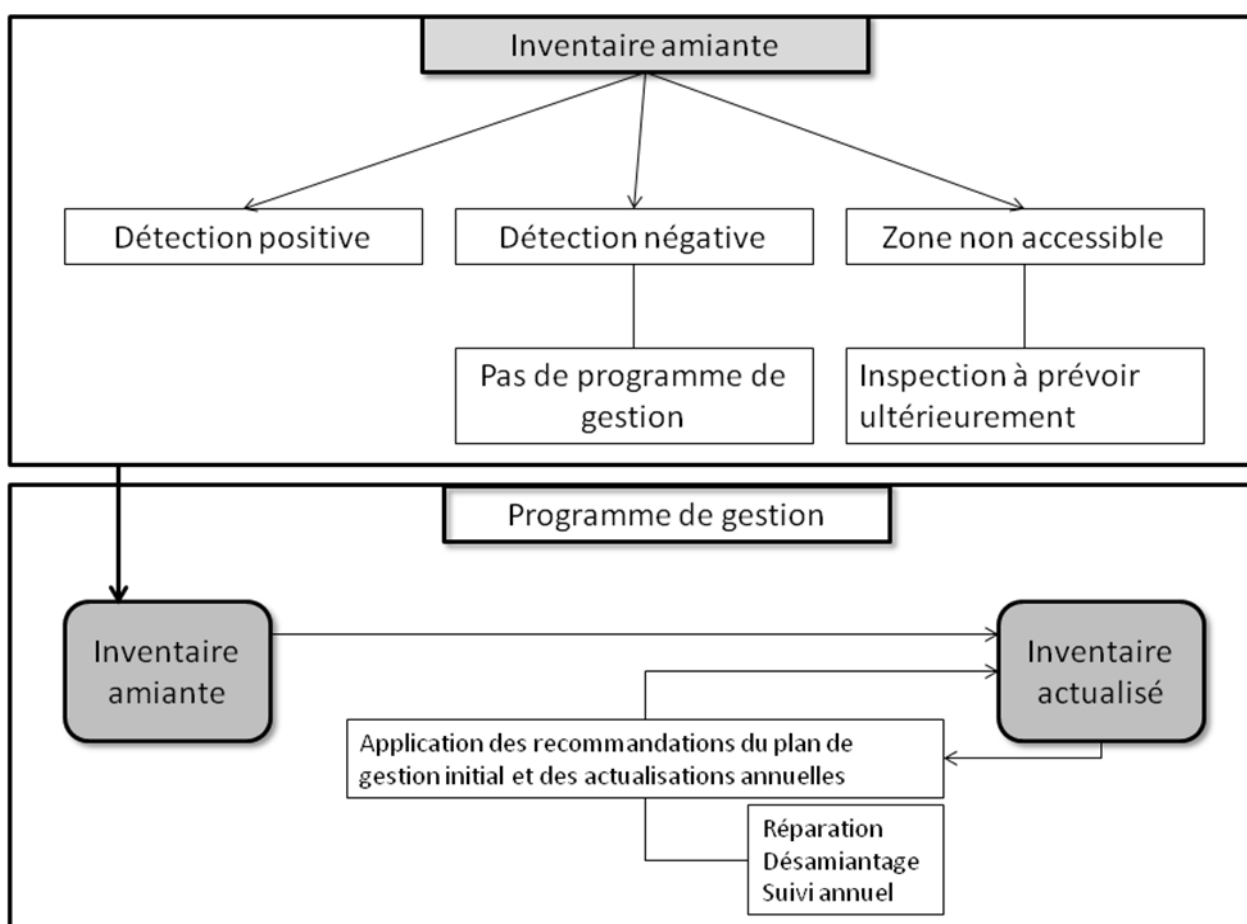 Inventaire amiante
Détection positive
Détection négative
Zone non accessible
Pas de programme de
gestion
Inspection à prévoir
ultérieurement
Programme de gestion
Inventaire
amiante
Inventaire
actualisé
Application des recommandations du plan de
gestion initial et des actualisations annuelles
Réparation
Désamiantage
Suivi annuel